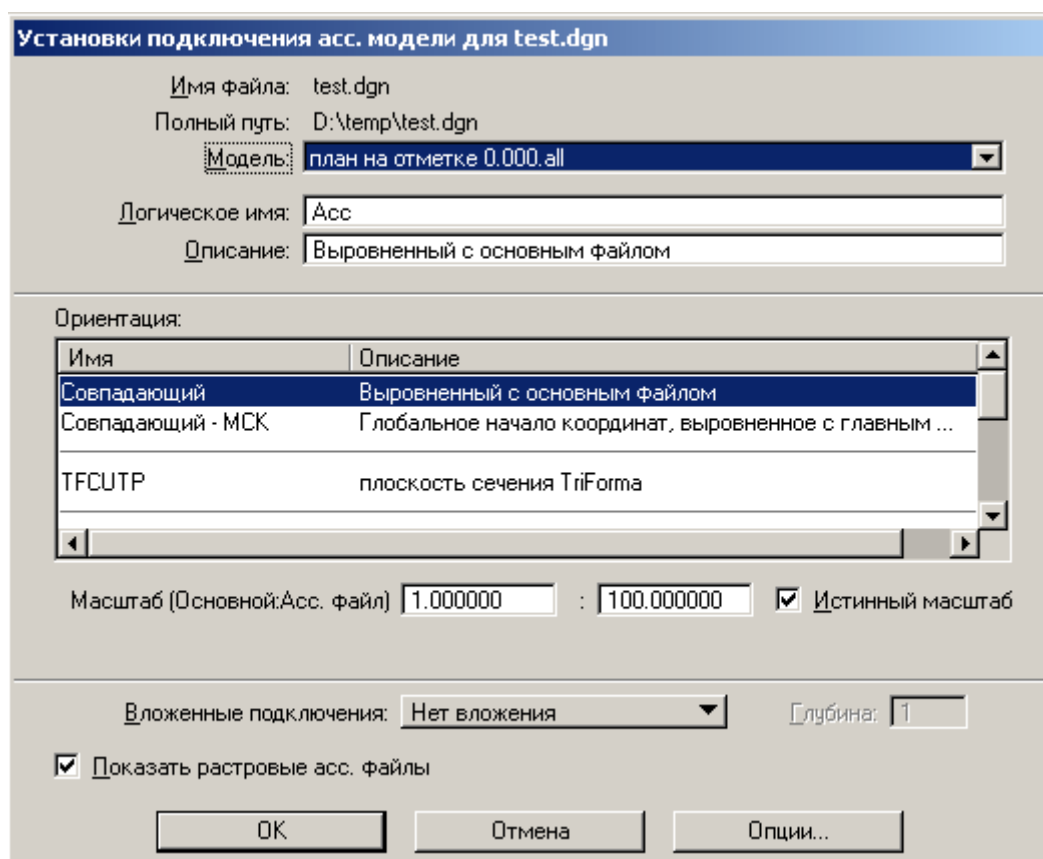 Установки подключения асс. модели для test.dgn
Имя файла: test.dgn
Полный путь: D:\temp\test.dgn
Модель: план на отметке 0.000.all
Логическое имя: Асс
Описание: Выровненный с основным файлом
Ориентация:
Имя Описание
Совпадающий Выровненный с основным файлом
Совпадающий - МСК Глобальное начало координат, выровненное с главным ...
TFCUTP плоскость сечения TriForma
Масштаб (Основной:Асс. файл) 1.000000 : 100.000000 Истинный масштаб
Вложенные подключения: Нет вложения Глубина: 1
Показать растровые асс. файлы
OK Отмена Опции...